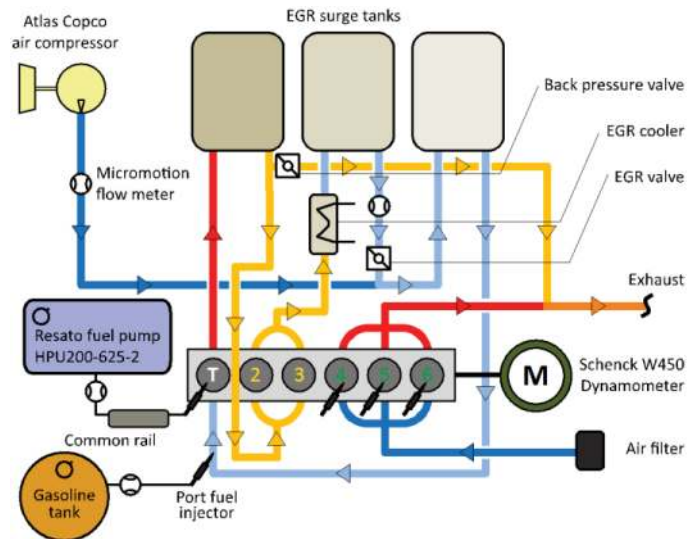 Atlas Copco
air compressor
EGR surge tanks
Back pressure valve
EGR cooler
EGR valve
Micromotion
flow meter
Exhaust
Resato fuel pump
HPU200-625-2
T 2 3 4 5 6
M
Schenck W450
Dynamometer
Common rail
Air filter
Gasoline
tank
Port fuel
injector